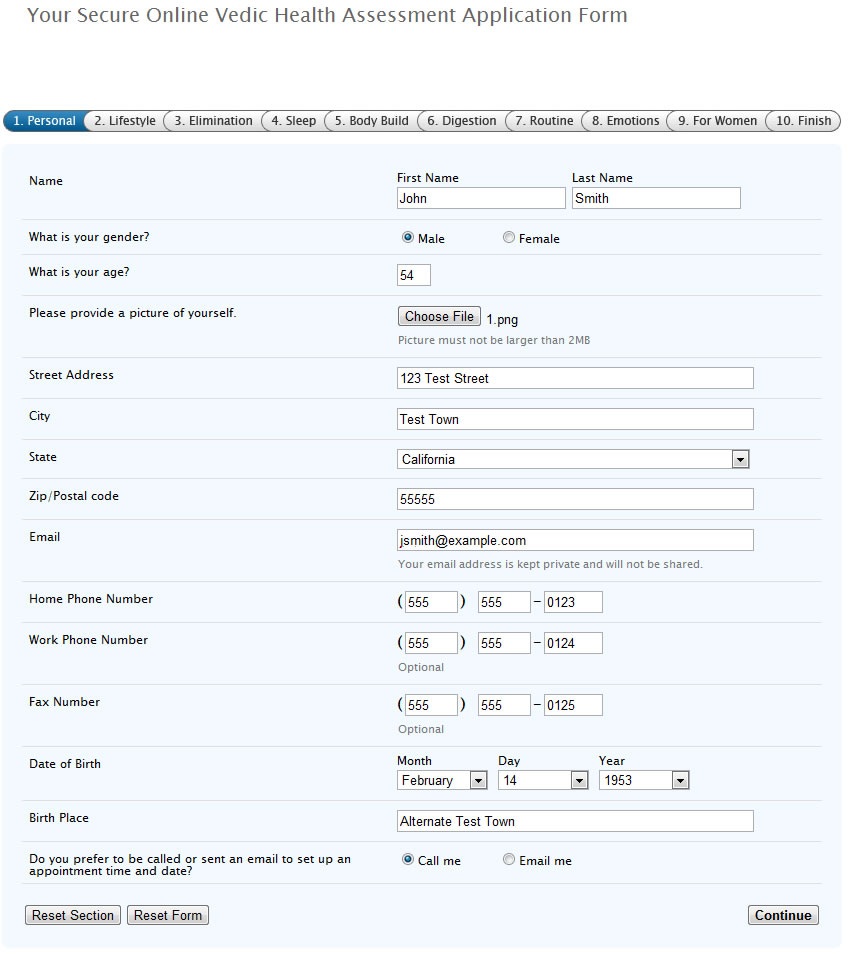 Your Secure Online Vedic Health Assessment Application Form
1. Personal 2. Lifestyle 3. Elimination 4. Sleep 5. Body Build 6. Digestion 7. Routine 8. Emotions 9. For Women 10. Finish
Name
First Name Last Name
John Smith
What is your gender? Male Female
What is your age? 54
Please provide a picture of yourself. Choose File 1.png
Picture must not be larger than 2MB
Street Address 123 Test Street
City Test Town
State California
Zip/Postal code 55555
Email jsmith@example.com
Your email address is kept private and will not be shared.
Home Phone Number (555) 555 – 0123
Work Phone Number (555) 555 – 0124
Optional
Fax Number (555) 555 – 0125
Optional
Date of Birth
Month Day Year
February 14 1953
Birth Place Alternate Test Town
Do you prefer to be called or sent an email to set up an Call me Email me
appointment time and date?
Reset Section Reset Form Continue